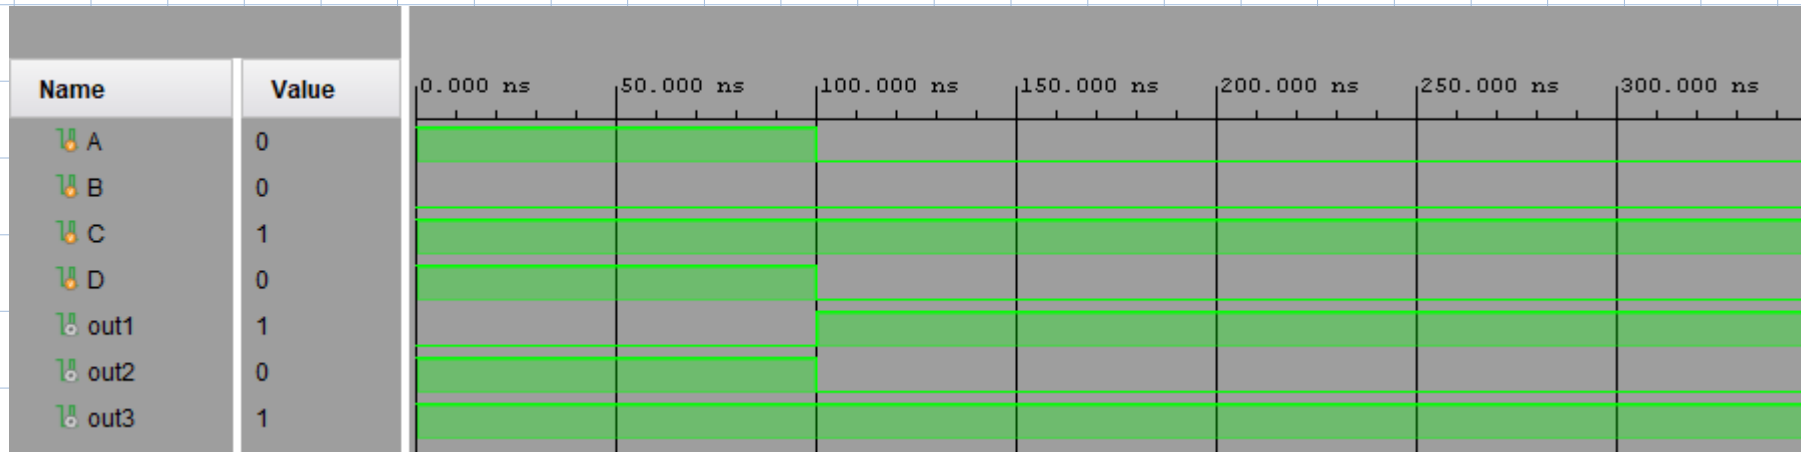 Name Value 0.000 ns 50.000 ns 100.000 ns 150.000 ns 200.000 ns 250.000 ns 300.000 ns
A 0
B 0
C 1
D 0
out1 1
out2 0
out3 1